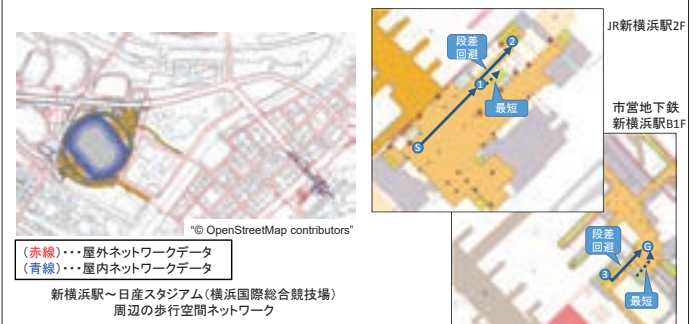 "© OpenStreetMap contributors"
(赤線)・・・屋外ネットワークデータ
(青線)・・・屋内ネットワークデータ
新横浜駅～日産スタジアム(横浜国際総合競技場)
周辺の歩行空間ネットワーク
JR新横浜駅2F
段差
回避
2
1
最短
S
市営地下鉄
新横浜駅B1F
段差
回避
G
3
最短